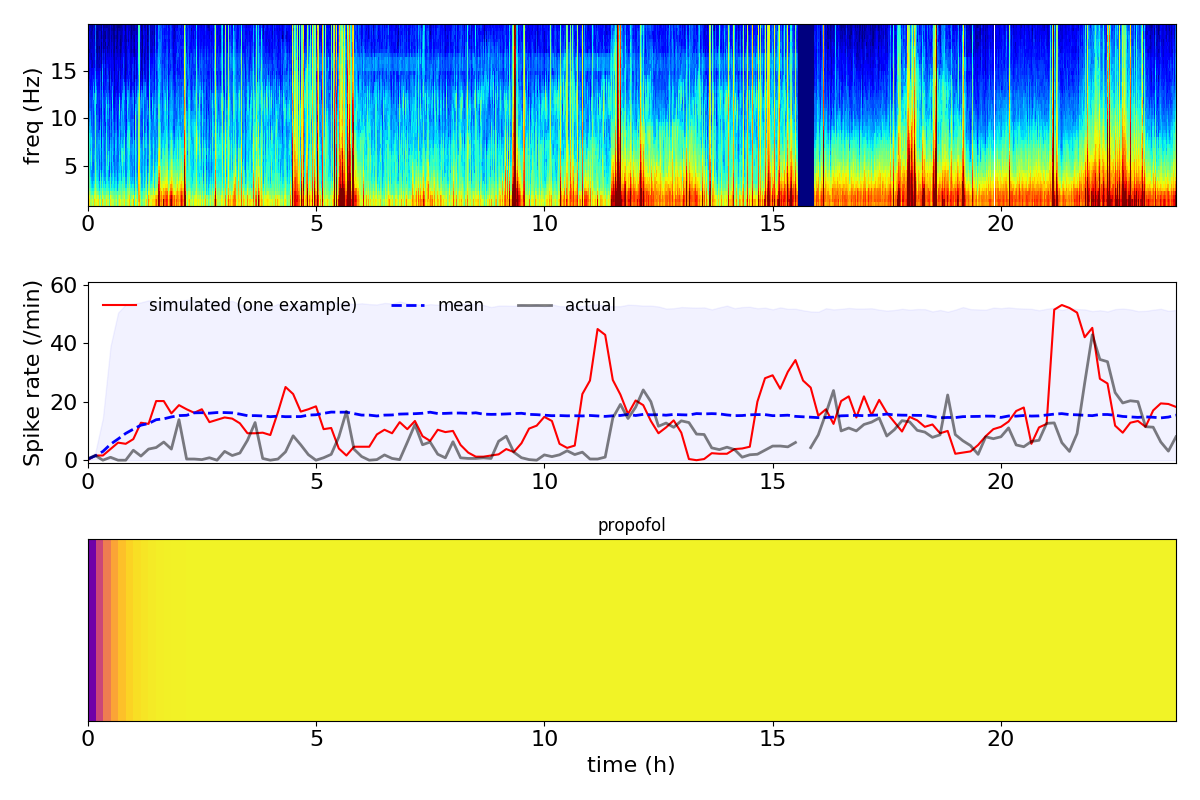 freq (Hz)
15
10
5
0 5 10 15 20
Spike rate (/min)
60
40
20
0
simulated (one example) mean actual
0 5 10 15 20
propofol
0 5 10 15 20
time (h)